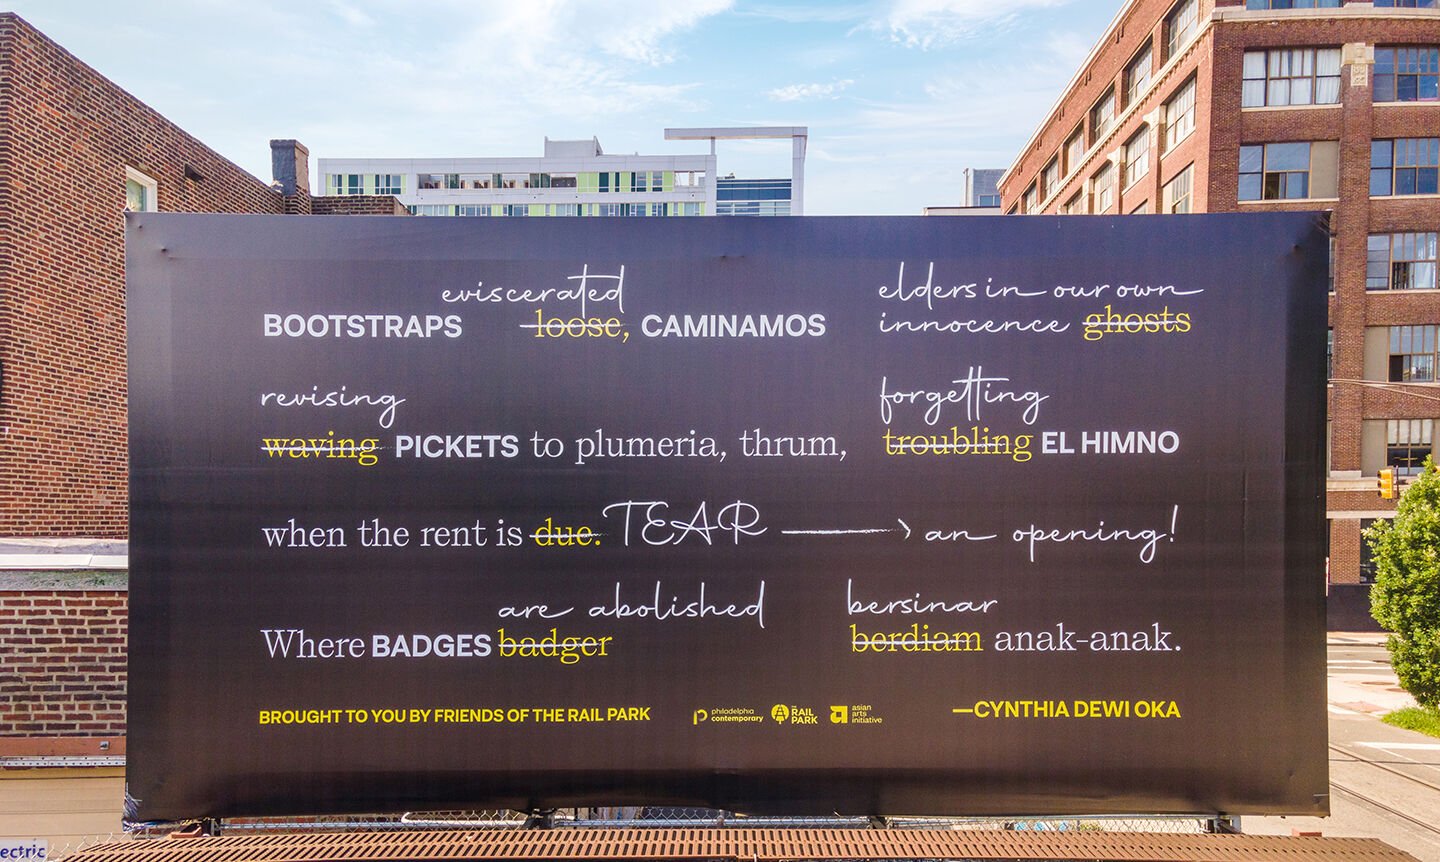 eviscerated elders in our own
BOOTSTRAPS loose, CAMINAMOS innocence ghosts
revising forgetting
waving PICKETS to plumeria, thrum, troubling EL HIMNO
when the rent is due. TEAR → an opening!
are abolished bersinar
Where BADGES badger berdiam anak-anak.
BROUGHT TO YOU BY FRIENDS OF THE RAIL PARK
philadelphia
contemporary
THE
RAIL
PARK
asian
arts
initiative
—CYNTHIA DEWI OKA
ectric